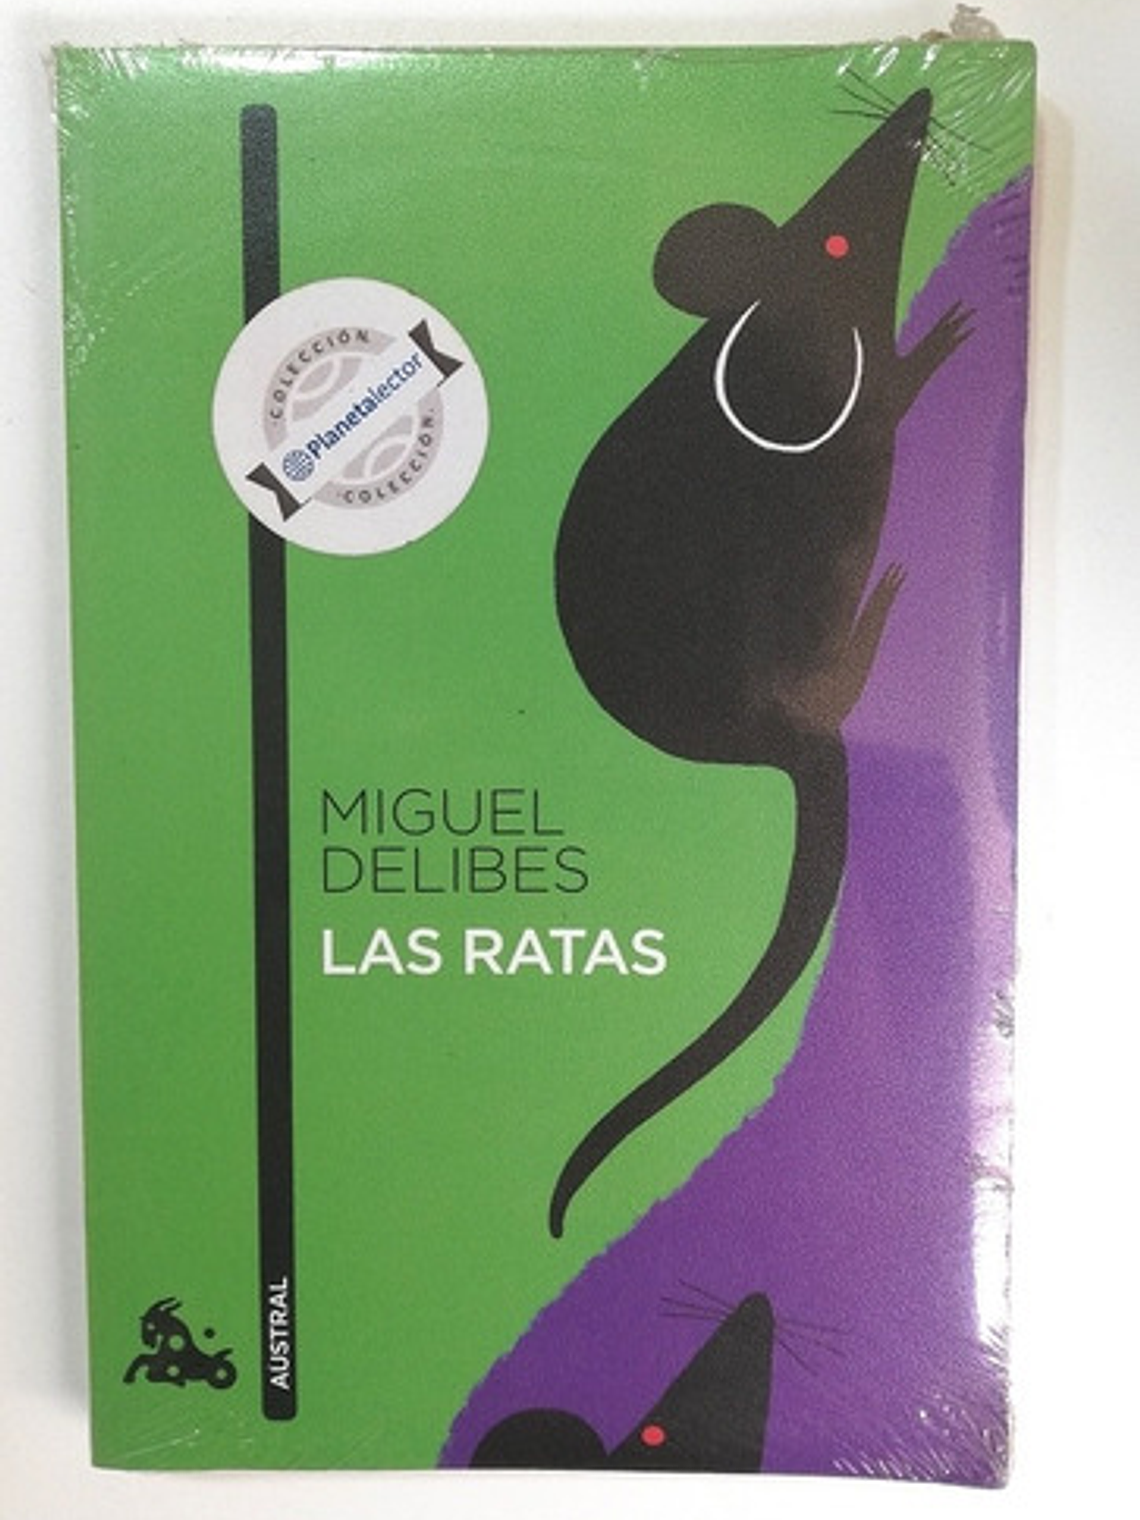 ·COLECCIÓN·
Planetalector
·COLECCIÓN·
MIGUEL
DELIBES
LAS RATAS
AUSTRAL